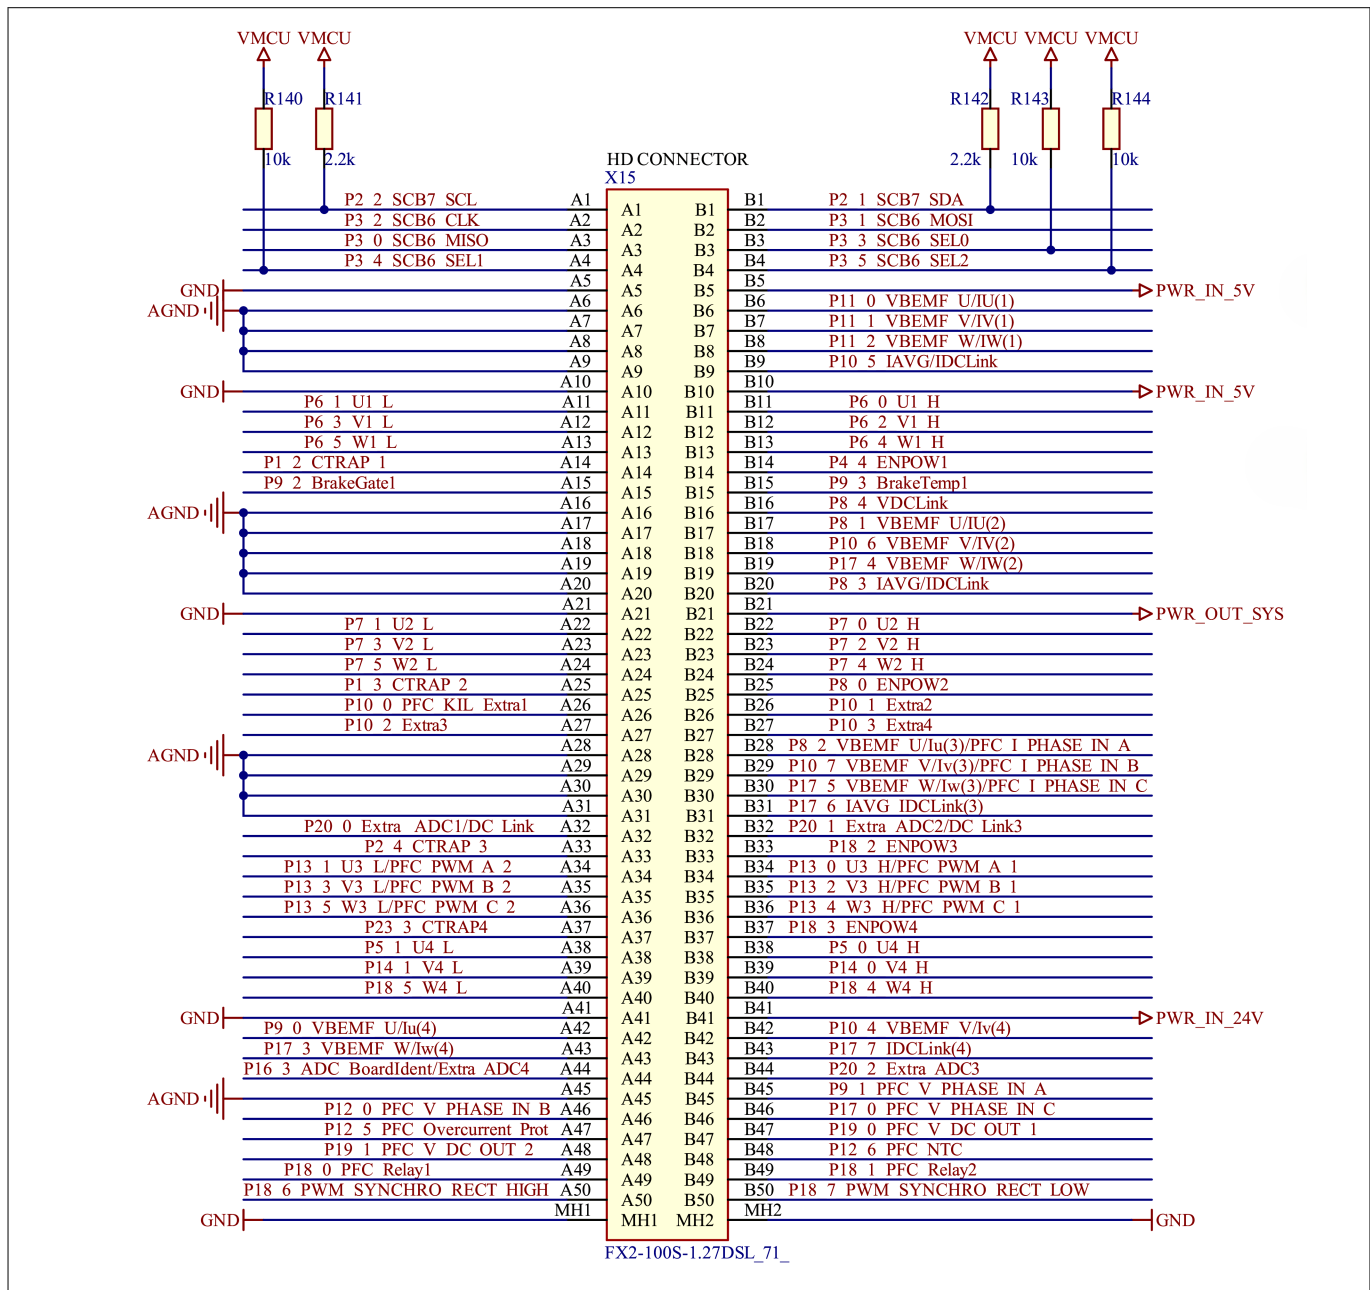 VMCU VMCU VMCU VMCU VMCU
R140 R141 R142 R143 R144
10k 2.2k 2.2k 10k 10k
HD CONNECTOR
X15
P2 2 SCB7 SCL A1 A1 B1 B1 P2 1 SCB7 SDA
P3 2 SCB6 CLK A2 A2 B2 B2 P3 1 SCB6 MOSI
P3 0 SCB6 MISO A3 A3 B3 B3 P3 3 SCB6 SEL0
P3 4 SCB6 SEL1 A4 A4 B4 B4 P3 5 SCB6 SEL2
GND A5 A5 B5 B5 PWR_IN_5V
AGND A6 A6 B6 B6 P11 0 VBEMF U/IU(1)
A7 A7 B7 B7 P11 1 VBEMF V/IV(1)
A8 A8 B8 B8 P11 2 VBEMF W/IW(1)
A9 A9 B9 B9 P10 5 IAVG/IDCLink
GND A10 A10 B10 B10 PWR_IN_5V
P6 1 U1 L A11 A11 B11 B11 P6 0 U1 H
P6 3 V1 L A12 A12 B12 B12 P6 2 V1 H
P6 5 W1 L A13 A13 B13 B13 P6 4 W1 H
P1 2 CTRAP 1 A14 A14 B14 B14 P4 4 ENPOW1
P9 2 BrakeGate1 A15 A15 B15 B15 P9 3 BrakeTemp1
AGND A16 A16 B16 B16 P8 4 VDCLink
A17 A17 B17 B17 P8 1 VBEMF U/IU(2)
A18 A18 B18 B18 P10 6 VBEMF V/IV(2)
A19 A19 B19 B19 P17 4 VBEMF W/IW(2)
A20 A20 B20 B20 P8 3 IAVG/IDCLink
GND A21 A21 B21 B21 PWR_OUT_SYS
P7 1 U2 L A22 A22 B22 B22 P7 0 U2 H
P7 3 V2 L A23 A23 B23 B23 P7 2 V2 H
P7 5 W2 L A24 A24 B24 B24 P7 4 W2 H
P1 3 CTRAP 2 A25 A25 B25 B25 P8 0 ENPOW2
P10 0 PFC KIL Extra1 A26 A26 B26 B26 P10 1 Extra2
P10 2 Extra3 A27 A27 B27 B27 P10 3 Extra4
AGND A28 A28 B28 B28 P8 2 VBEMF U/Iu(3)/PFC I PHASE IN A
A29 A29 B29 B29 P10 7 VBEMF V/Iv(3)/PFC I PHASE IN B
A30 A30 B30 B30 P17 5 VBEMF W/Iw(3)/PFC I PHASE IN C
A31 A31 B31 B31 P17 6 IAVG IDCLink(3)
P20 0 Extra ADC1/DC Link A32 A32 B32 B32 P20 1 Extra ADC2/DC Link3
P2 4 CTRAP 3 A33 A33 B33 B33 P18 2 ENPOW3
P13 1 U3 L/PFC PWM A 2 A34 A34 B34 B34 P13 0 U3 H/PFC PWM A 1
P13 3 V3 L/PFC PWM B 2 A35 A35 B35 B35 P13 2 V3 H/PFC PWM B 1
P13 5 W3 L/PFC PWM C 2 A36 A36 B36 B36 P13 4 W3 H/PFC PWM C 1
P23 3 CTRAP4 A37 A37 B37 B37 P18 3 ENPOW4
P5 1 U4 L A38 A38 B38 B38 P5 0 U4 H
P14 1 V4 L A39 A39 B39 B39 P14 0 V4 H
P18 5 W4 L A40 A40 B40 B40 P18 4 W4 H
GND A41 A41 B41 B41 PWR_IN_24V
P9 0 VBEMF U/Iu(4) A42 A42 B42 B42 P10 4 VBEMF V/Iv(4)
P17 3 VBEMF W/Iw(4) A43 A43 B43 B43 P17 7 IDCLink(4)
P16 3 ADC BoardIdent/Extra ADC4 A44 A44 B44 B44 P20 2 Extra ADC3
AGND A45 A45 B45 B45 P9 1 PFC V PHASE IN A
P12 0 PFC V PHASE IN B A46 A46 B46 B46 P17 0 PFC V PHASE IN C
P12 5 PFC Overcurrent Prot A47 A47 B47 B47 P19 0 PFC V DC OUT 1
P19 1 PFC V DC OUT 2 A48 A48 B48 B48 P12 6 PFC NTC
P18 0 PFC Relay1 A49 A49 B49 B49 P18 1 PFC Relay2
P18 6 PWM SYNCHRO RECT HIGH A50 A50 B50 B50 P18 7 PWM SYNCHRO RECT LOW
GND MH1 MH1 MH2 MH2 GND
FX2-100S-1.27DSL_71_